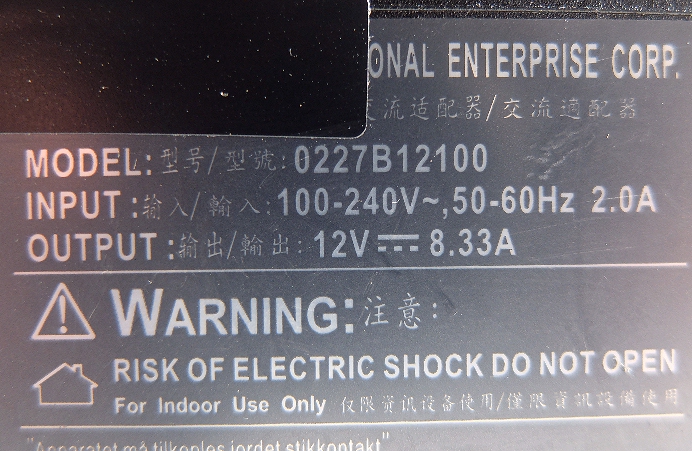 ONAL ENTERPRISE CORP.
交流适配器/交流適配器
MODEL:型号/型號:0227B12100
INPUT:输入/輸入:100-240V~,50-60Hz 2.0A
OUTPUT:输出/輸出:12V⎓8.33A
WARNING:注意:
RISK OF ELECTRIC SHOCK DO NOT OPEN
For Indoor Use Only 仅限资讯设备使用/僅限資訊設備使用
"Apparatet må tilkoples jordet stikkontakt"